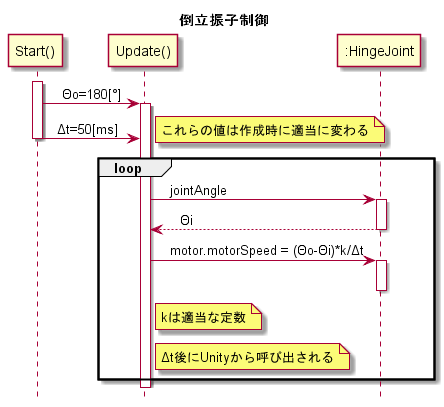 倒立振子制御
Start()
Update()
:HingeJoint
Θo=180[°]
Δt=50[ms]
これらの値は作成時に適当に変わる
loop
jointAngle
Θi
motor.motorSpeed = (Θo-Θi)*k/Δt
kは適当な定数
Δt後にUnityから呼び出される